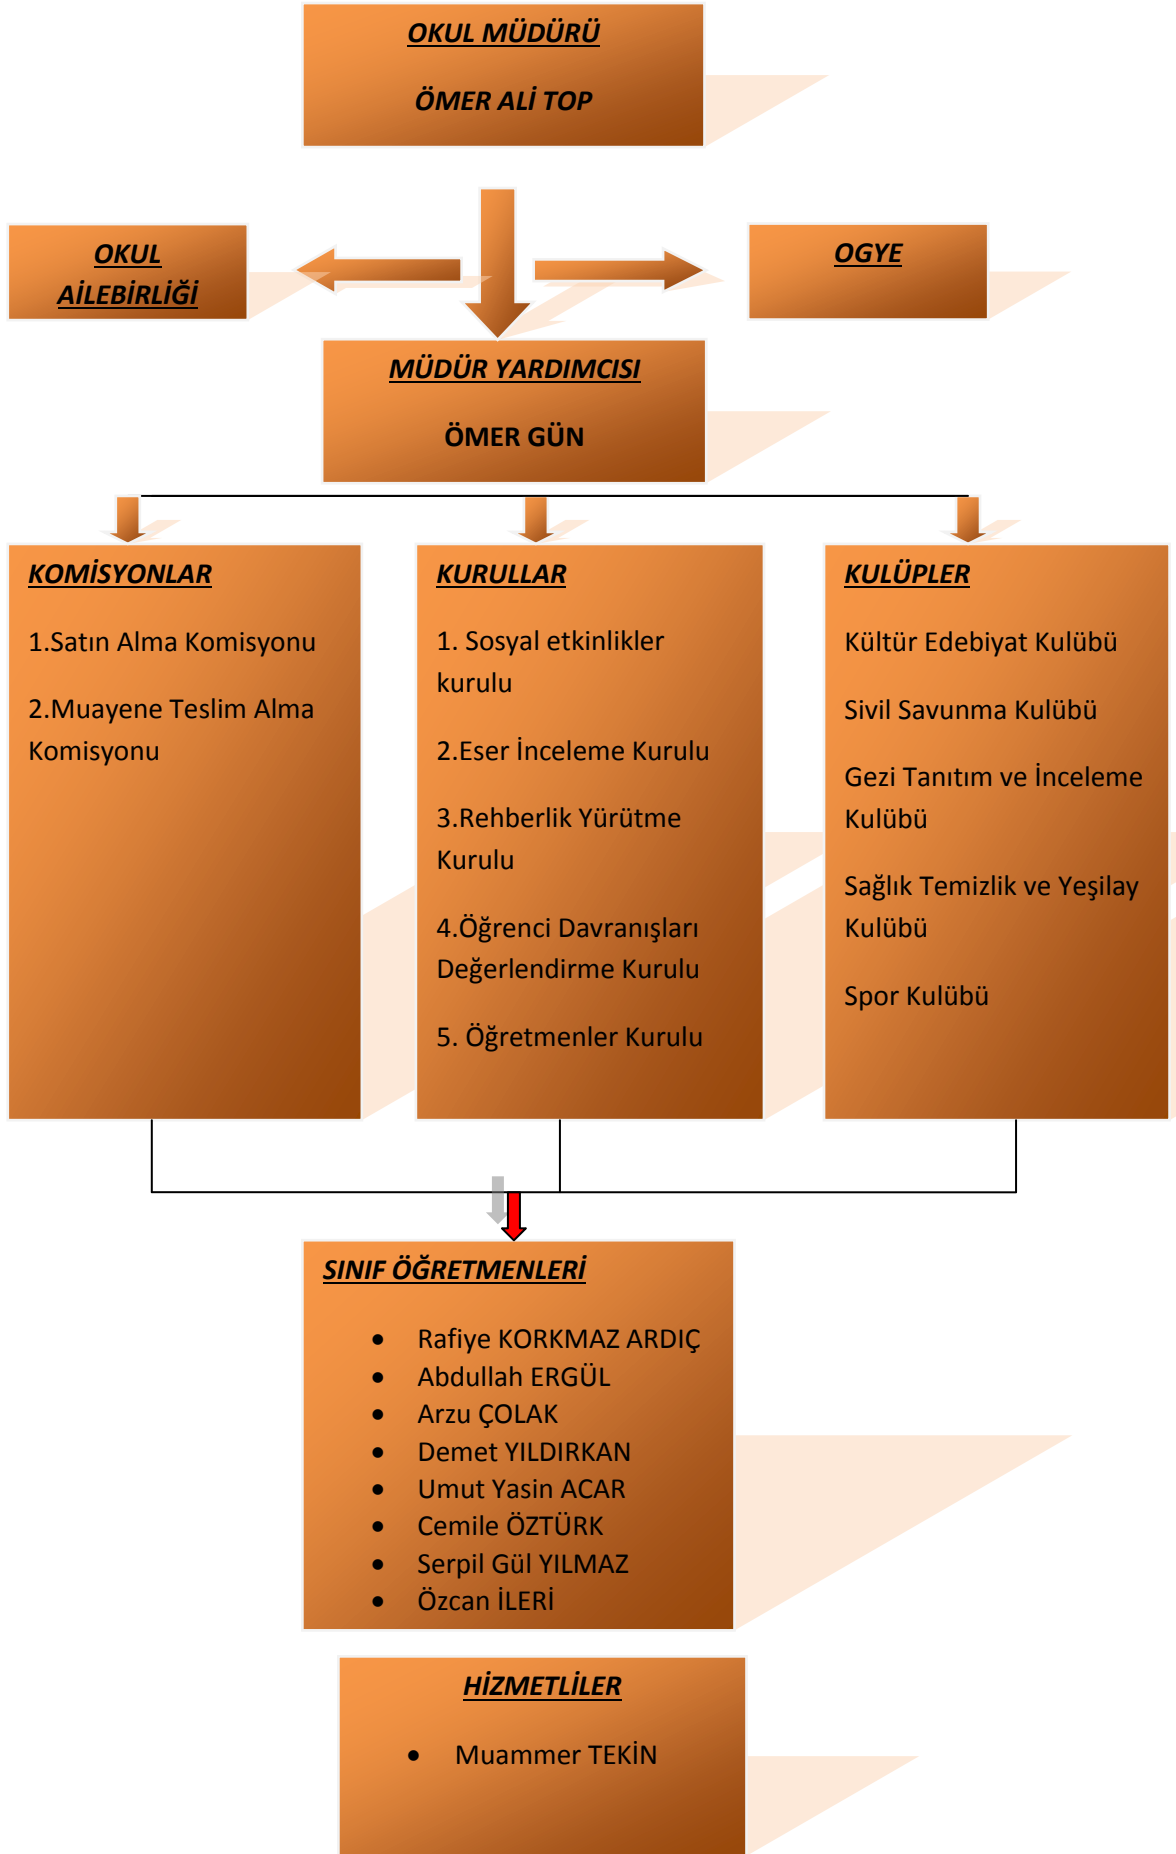 OKUL MÜDÜRÜ
ÖMER ALİ TOP
OKUL
AİLEBİRLİĞİ
OGYE
MÜDÜR YARDIMCISI
ÖMER GÜN
KOMİSYONLAR
1.Satın Alma Komisyonu
2.Muayene Teslim Alma
Komisyonu
KURULLAR
1. Sosyal etkinlikler
kurulu
2.Eser İnceleme Kurulu
3.Rehberlik Yürütme
Kurulu
4.Öğrenci Davranışları
Değerlendirme Kurulu
5. Öğretmenler Kurulu
KULÜPLER
Kültür Edebiyat Kulübü
Sivil Savunma Kulübü
Gezi Tanıtım ve İnceleme
Kulübü
Sağlık Temizlik ve Yeşilay
Kulübü
Spor Kulübü
SINIF ÖĞRETMENLERİ
• Rafiye KORKMAZ ARDIÇ
• Abdullah ERGÜL
• Arzu ÇOLAK
• Demet YILDIRKAN
• Umut Yasin ACAR
• Cemile ÖZTÜRK
• Serpil Gül YILMAZ
• Özcan İLERİ
HİZMETLİLER
• Muammer TEKİN